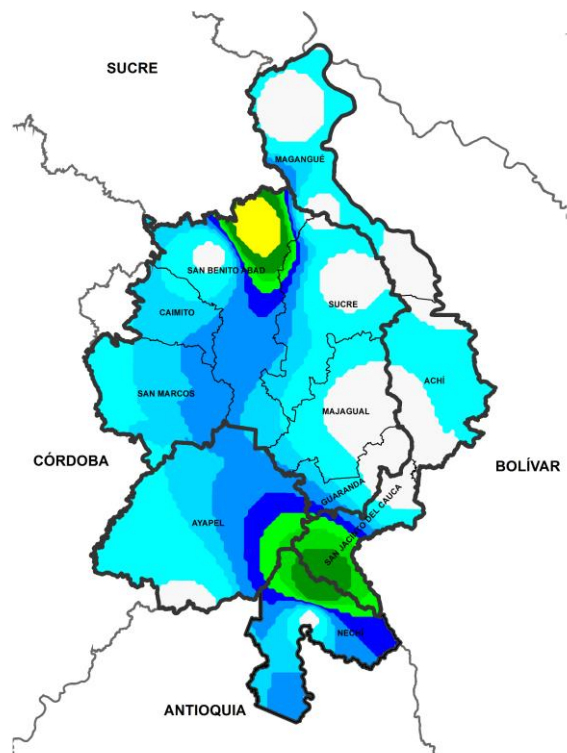 SUCRE
MAGANGUÉ
SAN BENITO ABAD
SUCRE
CAIMITO
ACHÍ
SAN MARCOS
MAJAGUAL
CÓRDOBA
BOLÍVAR
GUARANDA
SAN JACINTO DEL CAUCA
AYAPEL
NECHÍ
ANTIOQUIA